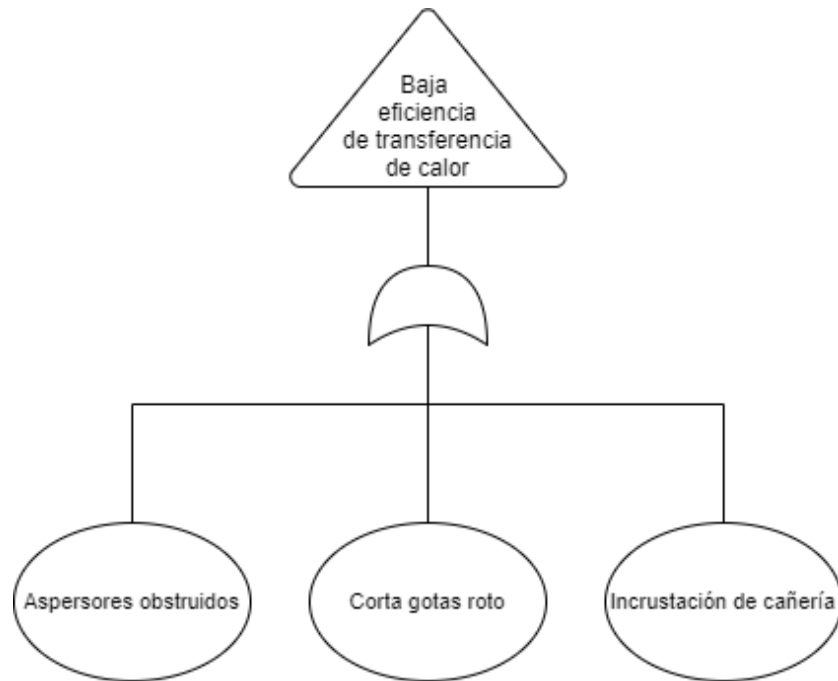 Baja
eficiencia
de transferencia
de calor
Aspersores obstruidos
Corta gotas roto
Incrustación de cañería